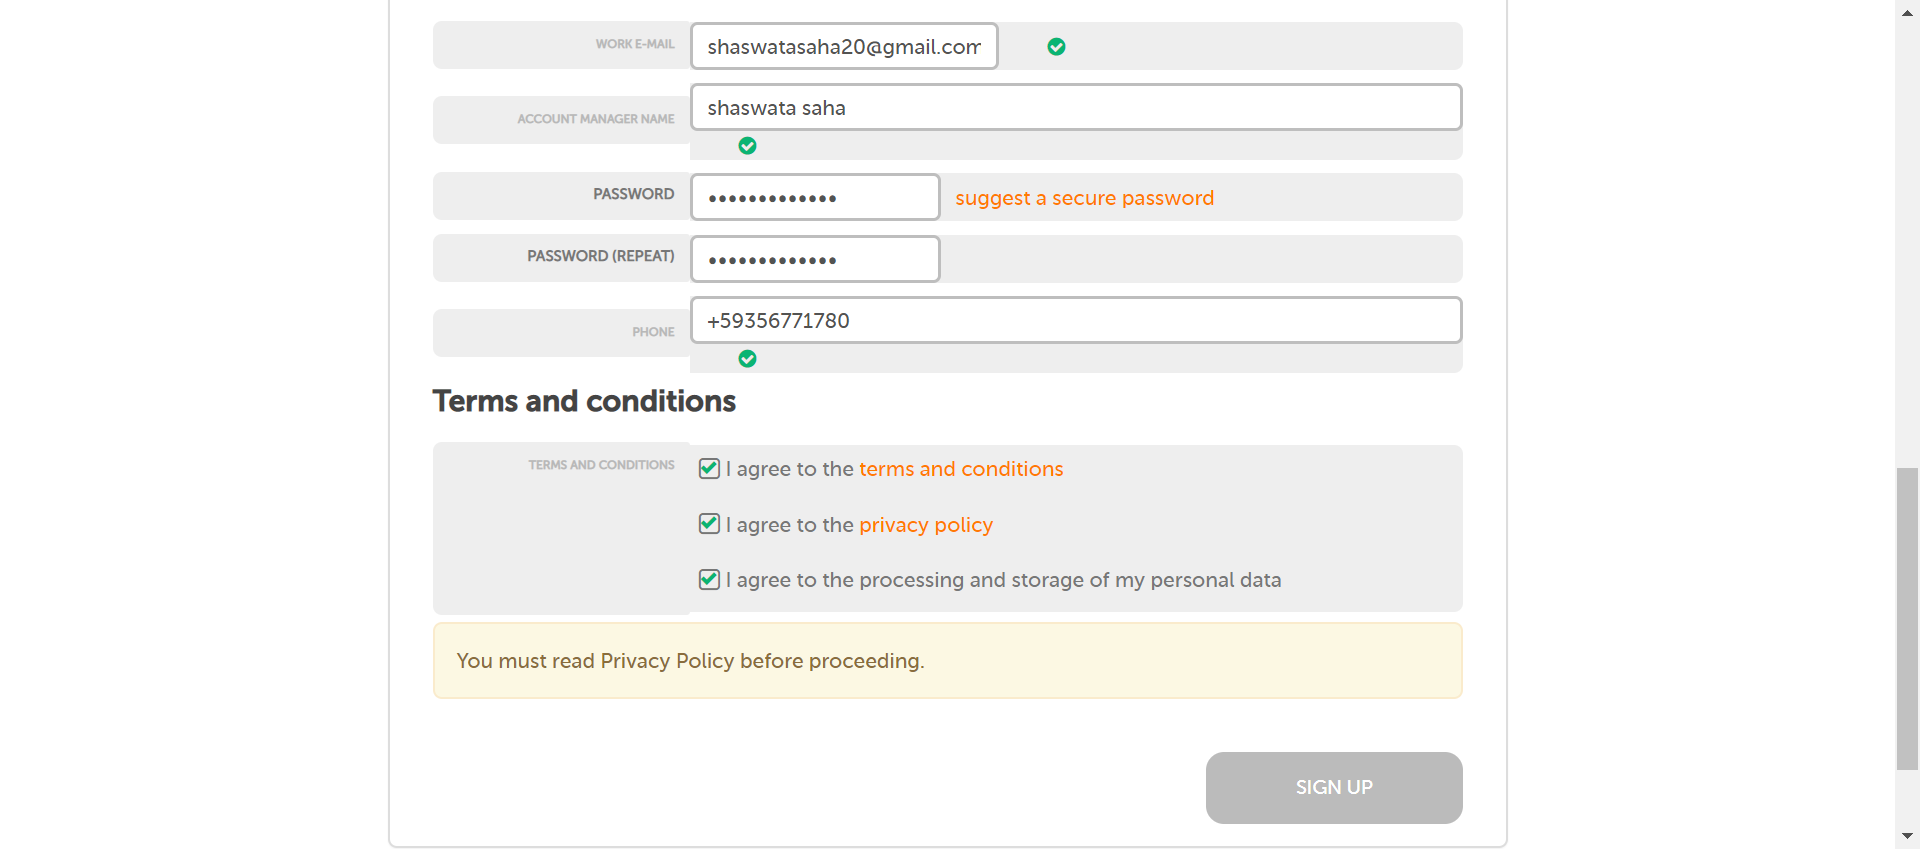 WORK E-MAIL
shaswatasaha20@gmail.com
ACCOUNT MANAGER NAME
shaswata saha
PASSWORD
•••••••••••••
suggest a secure password
PASSWORD (REPEAT)
•••••••••••••
PHONE
+59356771780
Terms and conditions
TERMS AND CONDITIONS
I agree to the terms and conditions
I agree to the privacy policy
I agree to the processing and storage of my personal data
You must read Privacy Policy before proceeding.
SIGN UP